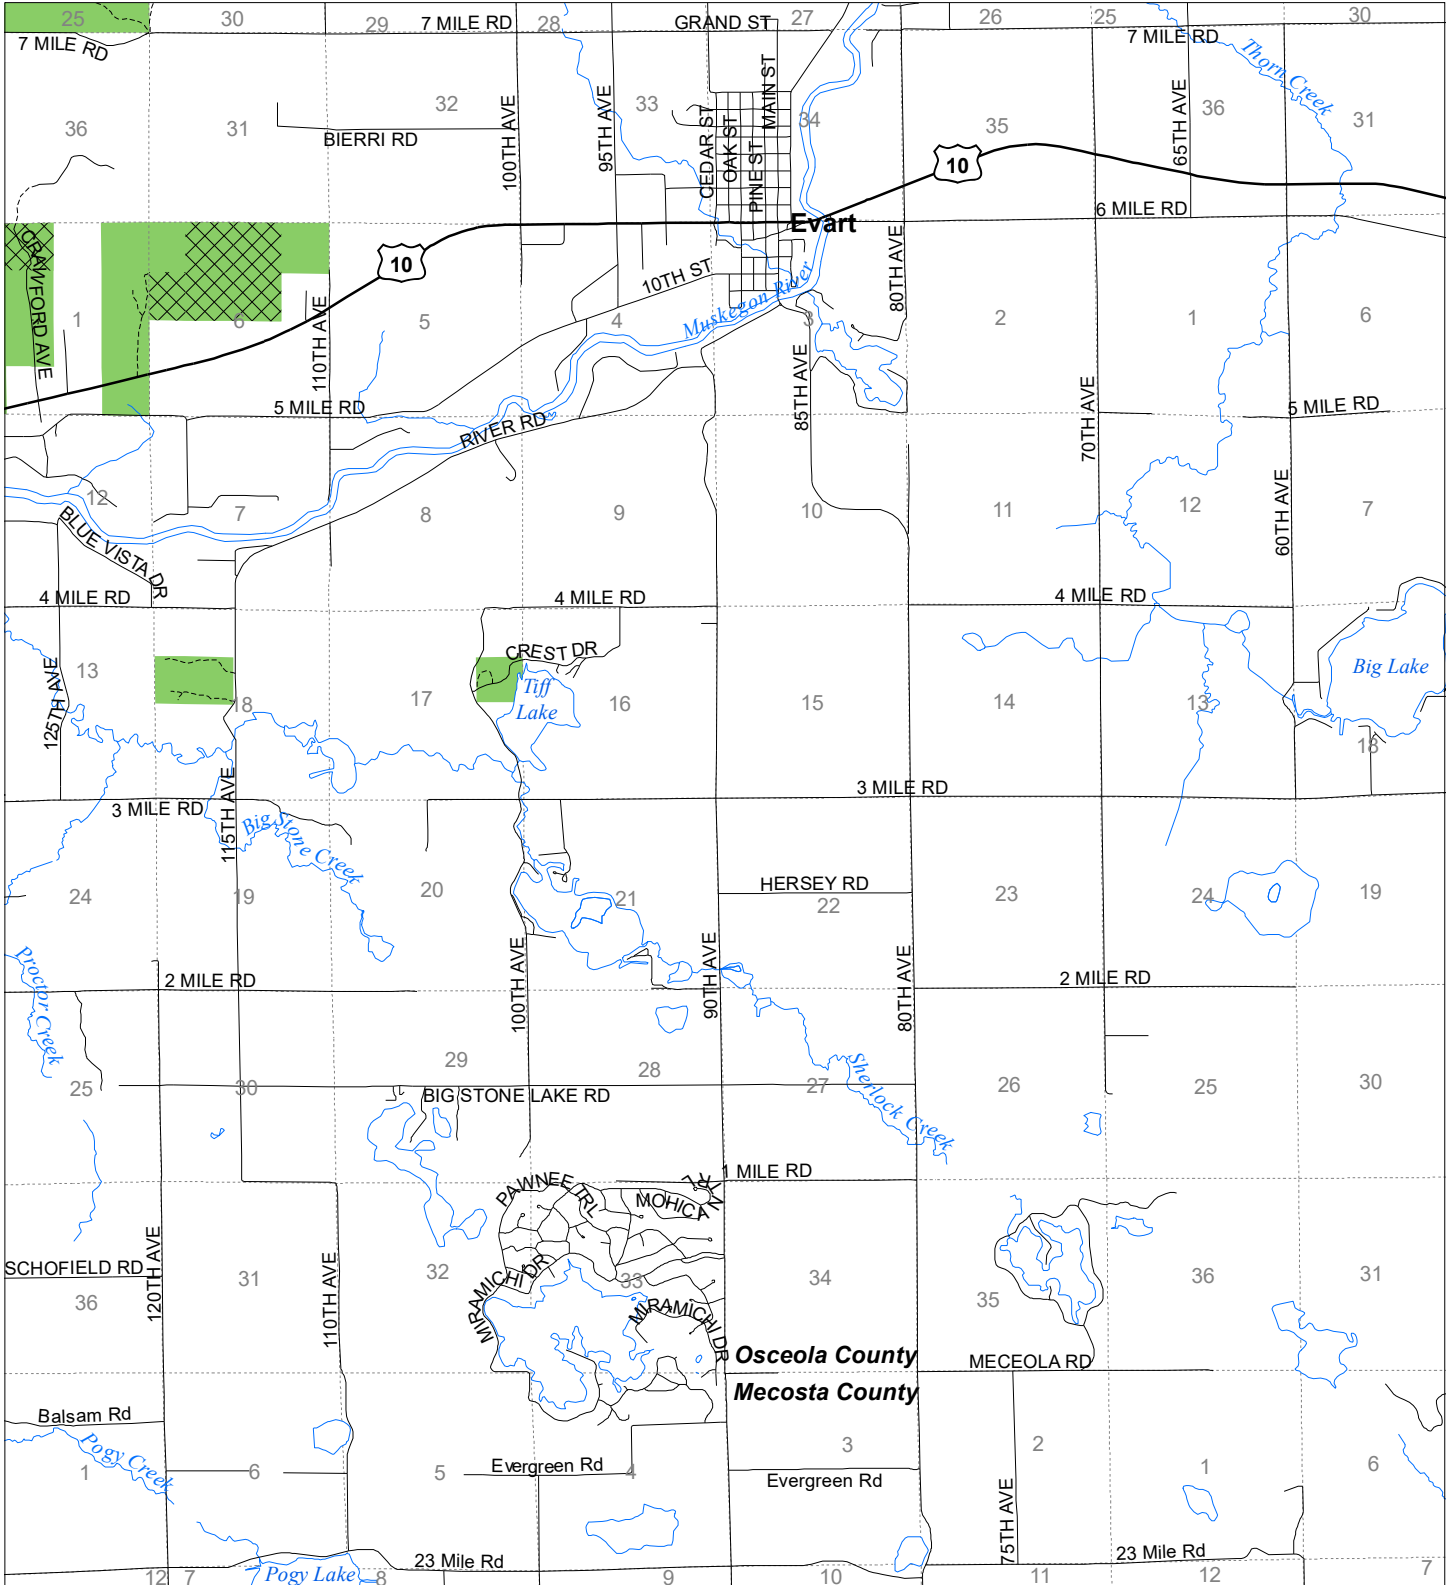 25
30
29
7 MILE RD
28
GRAND ST
27
26
25
30
7 MILE RD
7 MILE RD
Thorn Creek
36
31
32
BIERRI RD
100TH AVE
95TH AVE
33
CEDAR ST
OAK ST
PINE ST
MAIN ST
34
35
65TH AVE
36
31
10
6 MILE RD
Evart
CRAWFORD AVE
10
10TH ST
Muskegon River
80TH AVE
1
6
110TH AVE
5
4
3
2
1
6
85TH AVE
70TH AVE
5 MILE RD
RIVER RD
5 MILE RD
12
BLUE VISTA DR
7
8
9
10
11
12
60TH AVE
7
4 MILE RD
4 MILE RD
4 MILE RD
125TH AVE
13
18
17
CREST DR
Tiff
Lake
16
15
14
13
Big Lake
18
3 MILE RD
115TH AVE
Big Stone Creek
3 MILE RD
24
19
20
21
HERSEY RD
22
23
24
19
Proctor Creek
2 MILE RD
100TH AVE
90TH AVE
80TH AVE
2 MILE RD
25
30
29
BIG STONE LAKE RD
28
27
Sherlock Creek
26
25
30
1 MILE RD
PAWNEE TRL
MOHICAN TRL
SCHOFIELD RD
36
120TH AVE
31
110TH AVE
32
MIRAMICHI DR
33
MIRAMICHI DR
34
35
36
31
Osceola County
MECEOLA RD
Mecosta County
Balsam Rd
Pogy Creek
1
6
5
Evergreen Rd
4
3
Evergreen Rd
2
75TH AVE
1
6
12
7
Pogy Lake
8
23 Mile Rd
9
10
11
23 Mile Rd
12
7